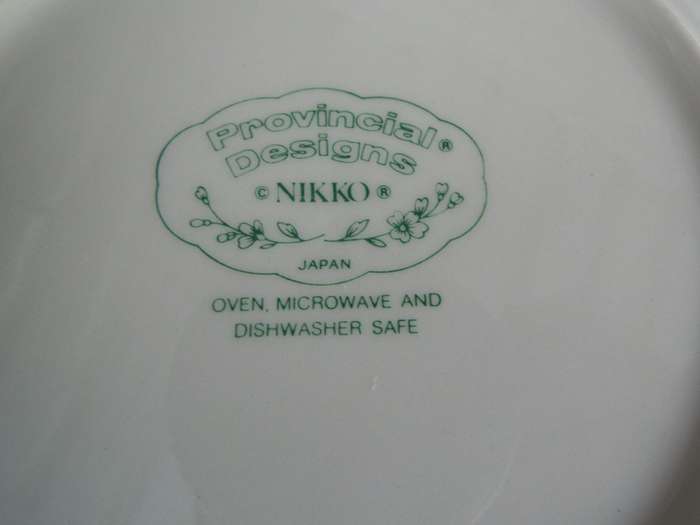 Provincial®
Designs
© NIKKO ®
JAPAN
OVEN, MICROWAVE AND
DISHWASHER SAFE